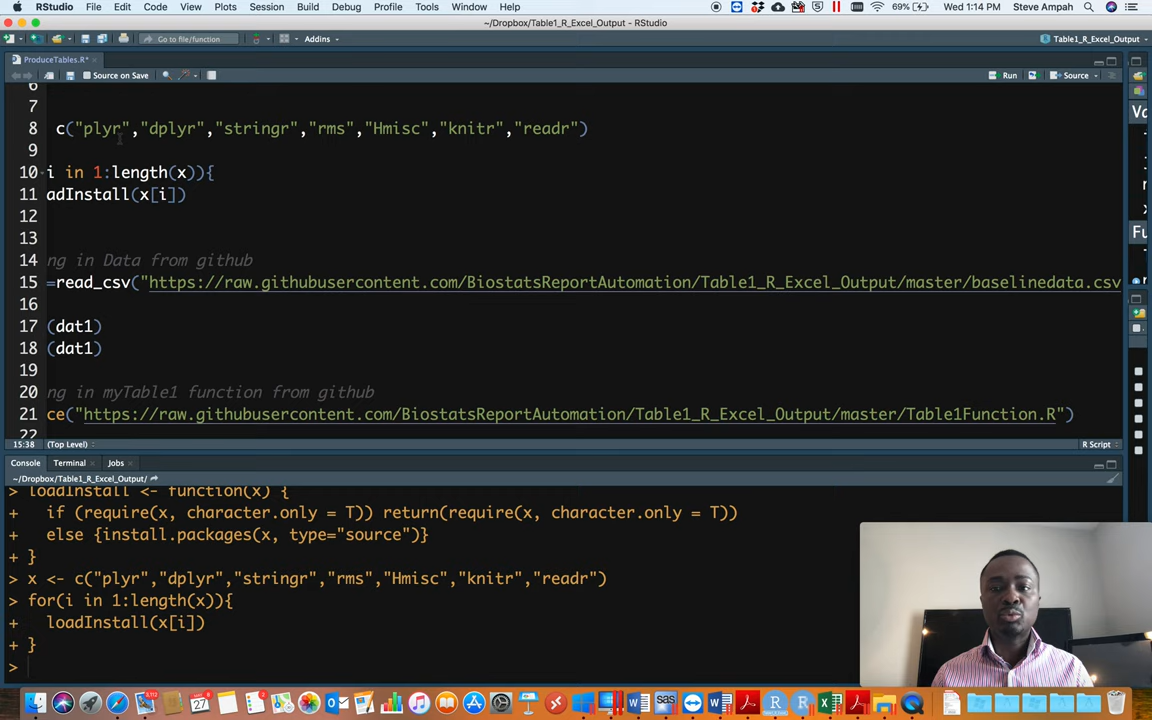 RStudio File Edit Code View Plots Session Build Debug Profile Tools Window Help 69% Wed 1:14 PM Steve Ampah
~/Dropbox/Table1_R_Excel_Output - RStudio
Go to file/function Addins Table1_R_Excel_Output
ProduceTables.R*
Source on Save Run Source
6
7
8 c("plyr","dplyr","stringr","rms","Hmisc","knitr","readr")
9
10 i in 1:length(x)){
11 adInstall(x[i])
12
13
14 ng in Data from github
15 =read_csv("https://raw.githubusercontent.com/BiostatsReportAutomation/Table1_R_Excel_Output/master/baselinedata.csv
16
17 (dat1)
18 (dat1)
19
20 ng in myTable1 function from github
21 ce("https://raw.githubusercontent.com/BiostatsReportAutomation/Table1_R_Excel_Output/master/Table1Function.R")
22
15:38 (Top Level) R Script
Console Terminal Jobs
~/Dropbox/Table1_R_Excel_Output/
> loadInstall <- function(x) {
+ if (require(x, character.only = T)) return(require(x, character.only = T))
+ else {install.packages(x, type="source")}
+ }
> x <- c("plyr","dplyr","stringr","rms","Hmisc","knitr","readr")
> for(i in 1:length(x)){
+ loadInstall(x[i])
+ }
>